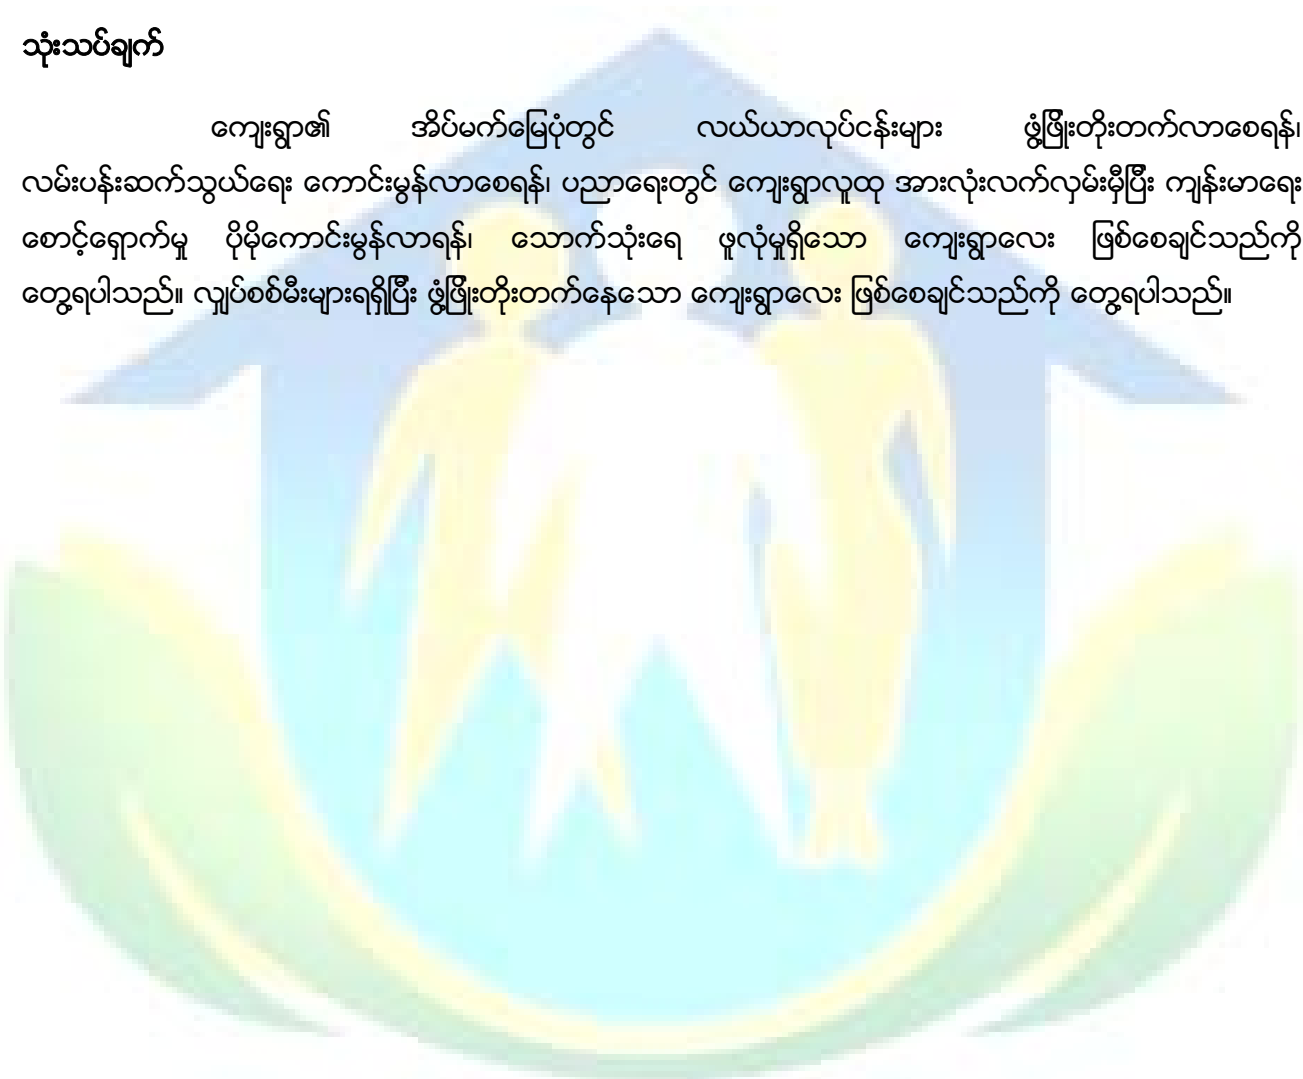 သုံးသပ်ချက်
ကျေးရွာ၏ အိပ်မက်မြေပုံတွင် လယ်ယာလုပ်ငန်းများ ဖွံ့ဖြိုးတိုးတက်လာစေရန်၊
လမ်းပန်းဆက်သွယ်ရေး ကောင်းမွန်လာစေရန်၊ ပညာရေးတွင် ကျေးရွာလူထု အားလုံးလက်လှမ်းမှီပြီး ကျန်းမာရေး
စောင့်ရှောက်မှု ပိုမိုကောင်းမွန်လာရန်၊ သောက်သုံးရေ ဖူလုံမှုရှိသော ကျေးရွာလေး ဖြစ်စေချင်သည်ကို
တွေ့ရပါသည်။ လျှပ်စစ်မီးများရရှိပြီး ဖွံ့ဖြိုးတိုးတက်နေသော ကျေးရွာလေး ဖြစ်စေချင်သည်ကို တွေ့ရပါသည်။